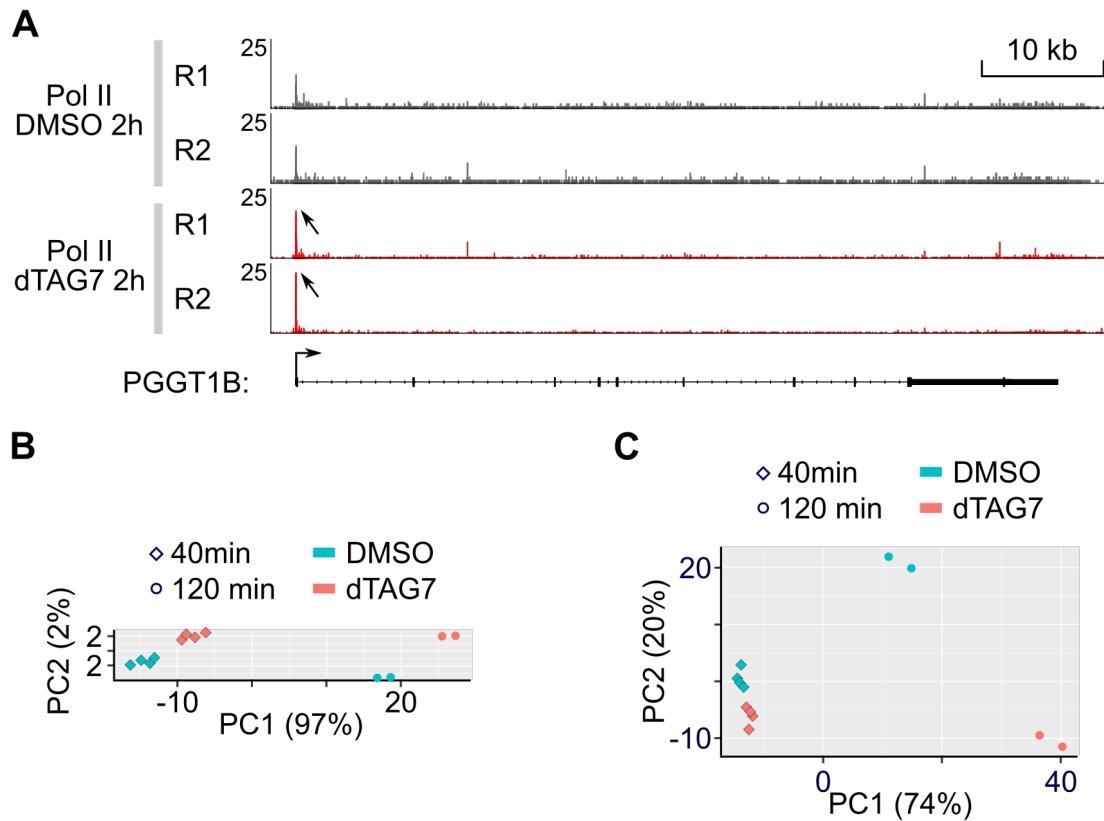 A
25
10 kb
R1
Pol II
DMSO 2h
25
R2
25
R1
Pol II
dTAG7 2h
25
R2
PGGT1B:
B
40min
DMSO
120 min
dTAG7
PC2 (2%)
2
2
-10
20
PC1 (97%)
C
40min
DMSO
120 min
dTAG7
PC2 (20%)
20
-10
0
40
PC1 (74%)